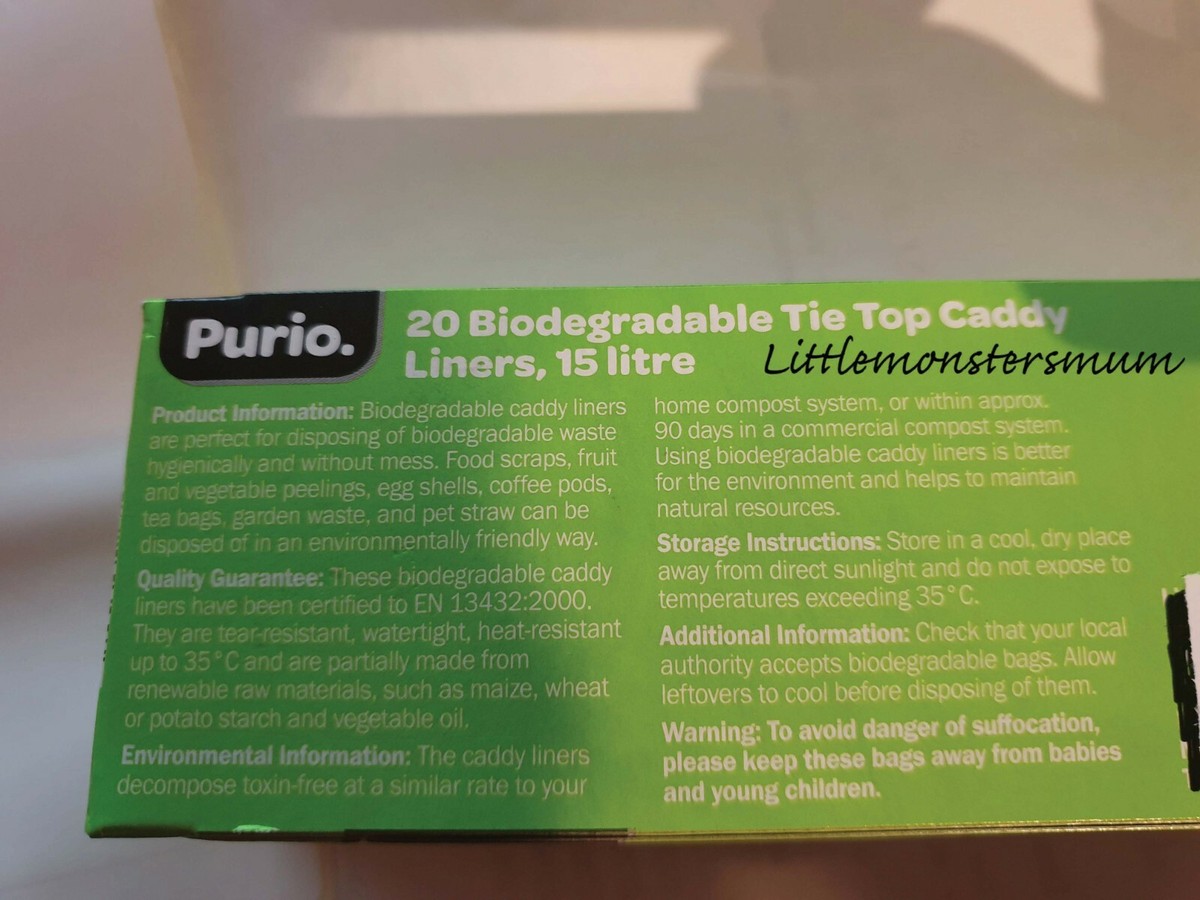 Purio.
20 Biodegradable Tie Top Caddy
Liners, 15 litre
Littlemonstersmum
Product Information: Biodegradable caddy liners
are perfect for disposing of biodegradable waste
hygienically and without mess. Food scraps, fruit
and vegetable peelings, egg shells, coffee pods,
tea bags, garden waste, and pet straw can be
disposed of in an environmentally friendly way.
Quality Guarantee: These biodegradable caddy
liners have been certified to EN 13432:2000.
They are tear-resistant, watertight, heat-resistant
up to 35°C and are partially made from
renewable raw materials, such as maize, wheat
or potato starch and vegetable oil.
Environmental Information: The caddy liners
decompose toxin-free at a similar rate to your
home compost system, or within approx.
90 days in a commercial compost system.
Using biodegradable caddy liners is better
for the environment and helps to maintain
natural resources.
Storage Instructions: Store in a cool, dry place
away from direct sunlight and do not expose to
temperatures exceeding 35°C.
Additional Information: Check that your local
authority accepts biodegradable bags. Allow
leftovers to cool before disposing of them.
Warning: To avoid danger of suffocation,
please keep these bags away from babies
and young children.